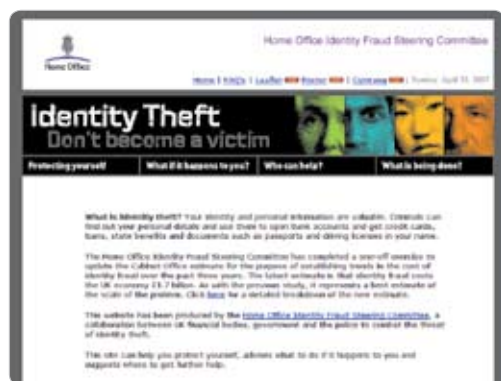 Home Office Identity Fraud Steering Committee
Home Office
Home | FAQ's | Leaflet Poster | Contacts | Tuesday, April 2007
identity Theft
Don't become a victim
Protecting yourself What if it happens to you? Who can help? What is being done?
What is identity theft? Your identity and personal information are valuable. Criminals can
find out your personal details and use them to open bank accounts and get credit cards,
loans, state benefits and documents such as passports and driving licences in your name.
The Home Office Identity Fraud Steering Committee has completed a one-off exercise to
update the Cabinet Office estimate for the purpose of establishing trends in the cost of
identity fraud over the past three years. The latest estimate is that identity fraud costs
the UK economy £1.7 billion. As with the previous study, it represents a best estimate of
the scale of the problem. Click here for a detailed breakdown of the new estimate.
This website has been produced by the Home Office Identity Fraud Steering Committee, a
collaboration between UK financial bodies, government and the police to combat the threat
of identity theft.
This site can help you protect yourself, advises what to do if it happens to you and
suggests where to get further help.